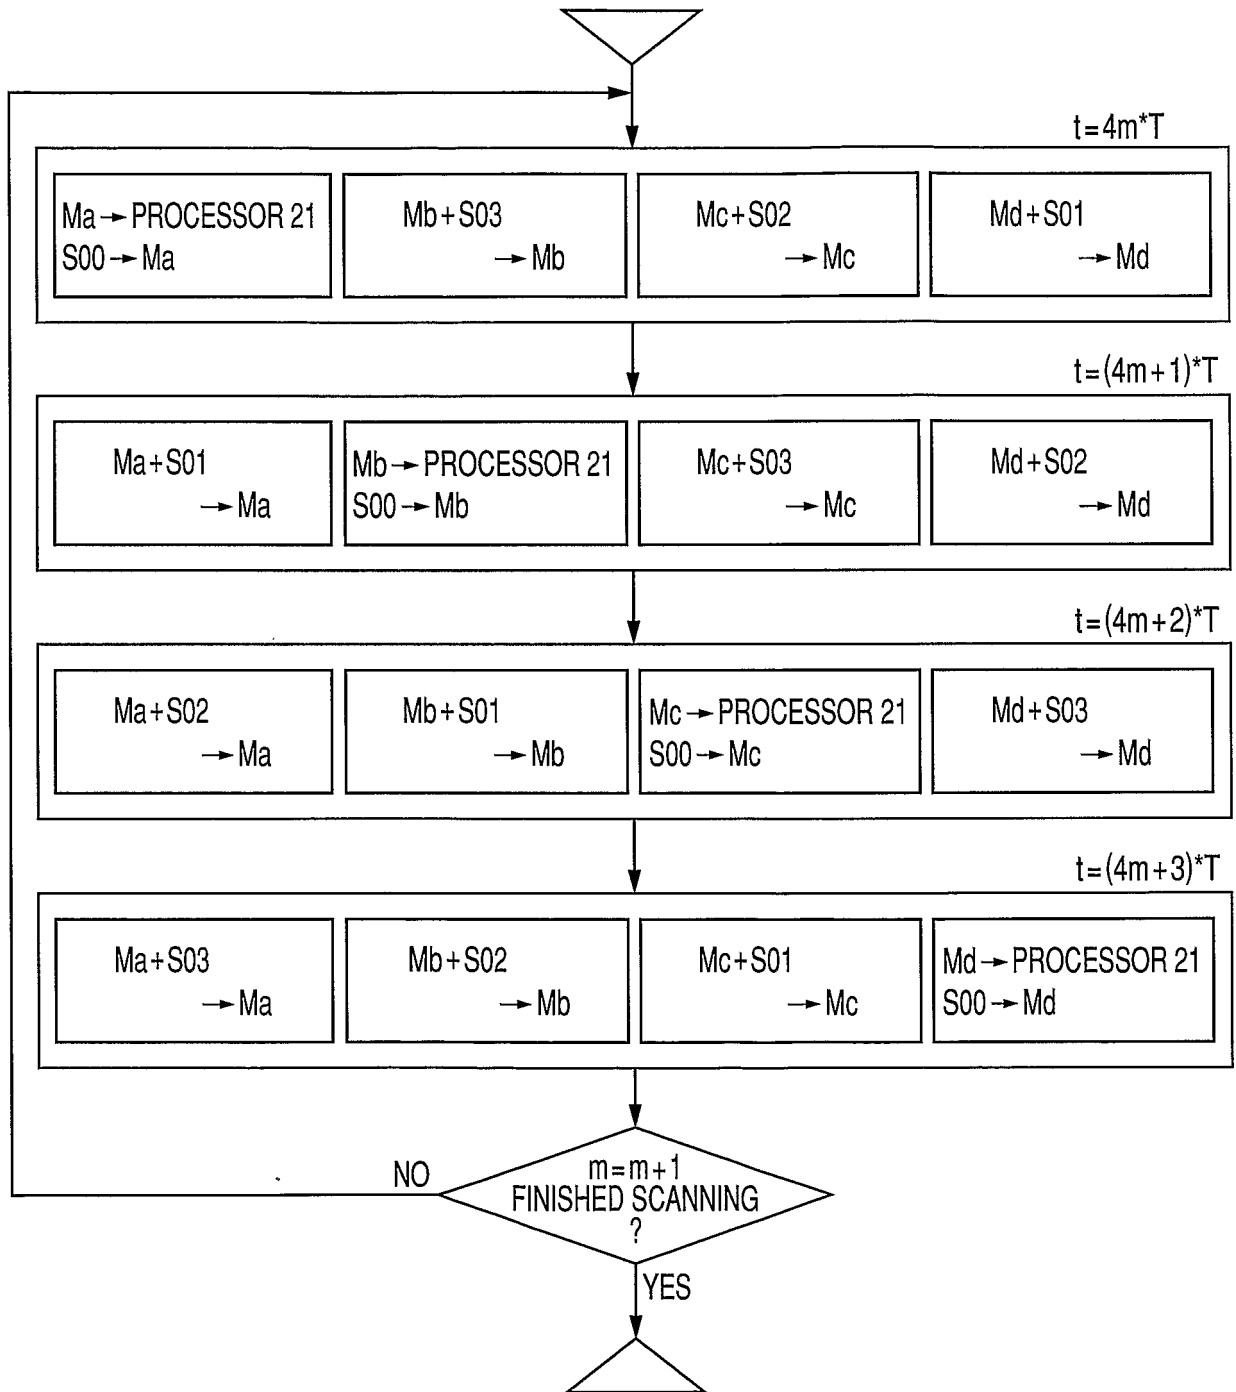 t=4m*T
Ma→PROCESSOR 21
S00→Ma
Mb+S03
→Mb
Mc+S02
→Mc
Md+S01
→Md
t=(4m+1)*T
Ma+S01
→Ma
Mb→PROCESSOR 21
S00→Mb
Mc+S03
→Mc
Md+S02
→Md
t=(4m+2)*T
Ma+S02
→Ma
Mb+S01
→Mb
Mc→PROCESSOR 21
S00→Mc
Md+S03
→Md
t=(4m+3)*T
Ma+S03
→Ma
Mb+S02
→Mb
Mc+S01
→Mc
Md→PROCESSOR 21
S00→Md
NO
m=m+1
FINISHED SCANNING
?
YES